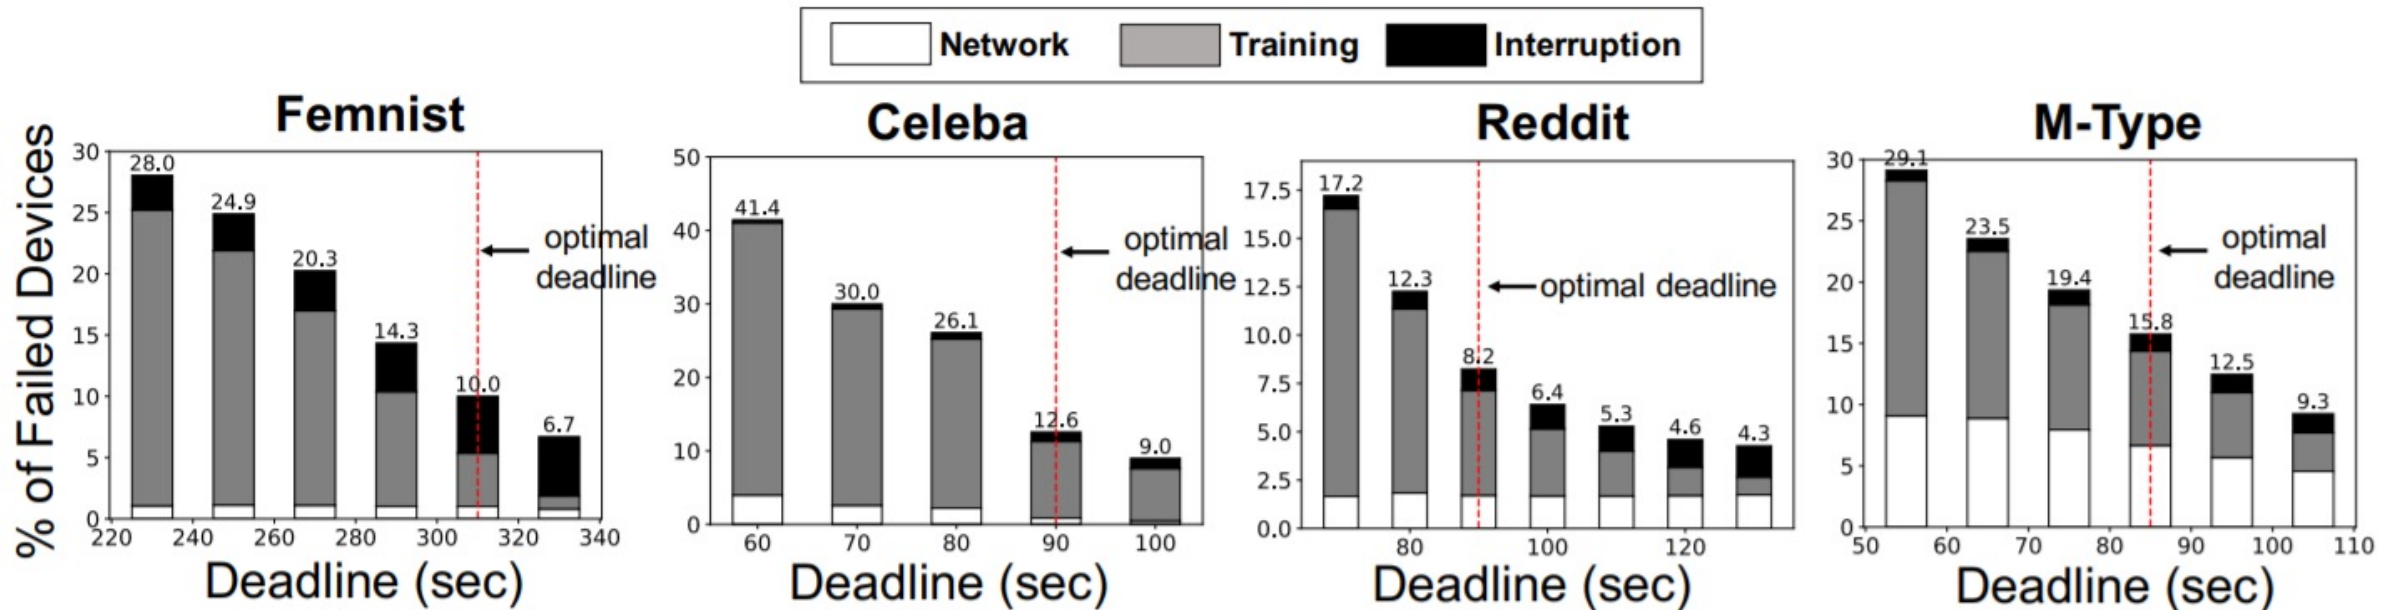 Network Training Interruption
Femnist
% of Failed Devices
30
25
20
15
10
5
0
28.0
24.9
20.3
14.3
10.0
6.7
optimal
deadline
220 240 260 280 300 320 340
Deadline (sec)
Celeba
50
40
30
20
10
0
41.4
30.0
26.1
12.6
9.0
optimal
deadline
60 70 80 90 100
Deadline (sec)
Reddit
17.5
15.0
12.5
10.0
7.5
5.0
2.5
0.0
17.2
12.3
8.2
6.4
5.3
4.6
4.3
optimal deadline
80 100 120
Deadline (sec)
M-Type
30
25
20
15
10
5
0
29.1
23.5
19.4
15.8
12.5
9.3
optimal
deadline
50 60 70 80 90 100 110
Deadline (sec)